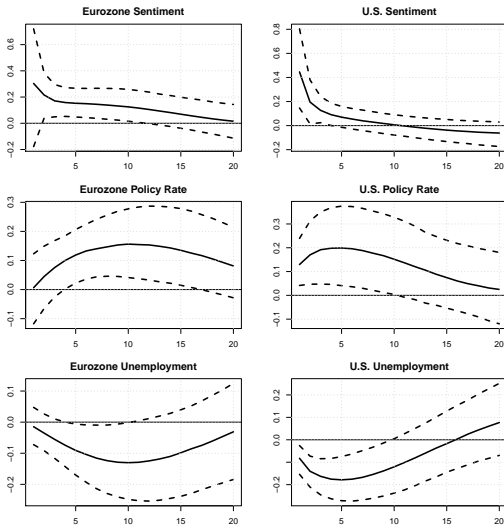 Eurozone Sentiment
U.S. Sentiment
-0.2 0.0 0.2 0.4 0.6
-0.2 0.0 0.2 0.4 0.6 0.8
5 10 15 20
5 10 15 20
Eurozone Policy Rate
U.S. Policy Rate
-0.1 0.0 0.1 0.2 0.3
-0.1 0.0 0.1 0.2 0.3
5 10 15 20
5 10 15 20
Eurozone Unemployment
U.S. Unemployment
-0.2 -0.1 0.0 0.1
-0.2 0.0 0.1 0.2
5 10 15 20
5 10 15 20